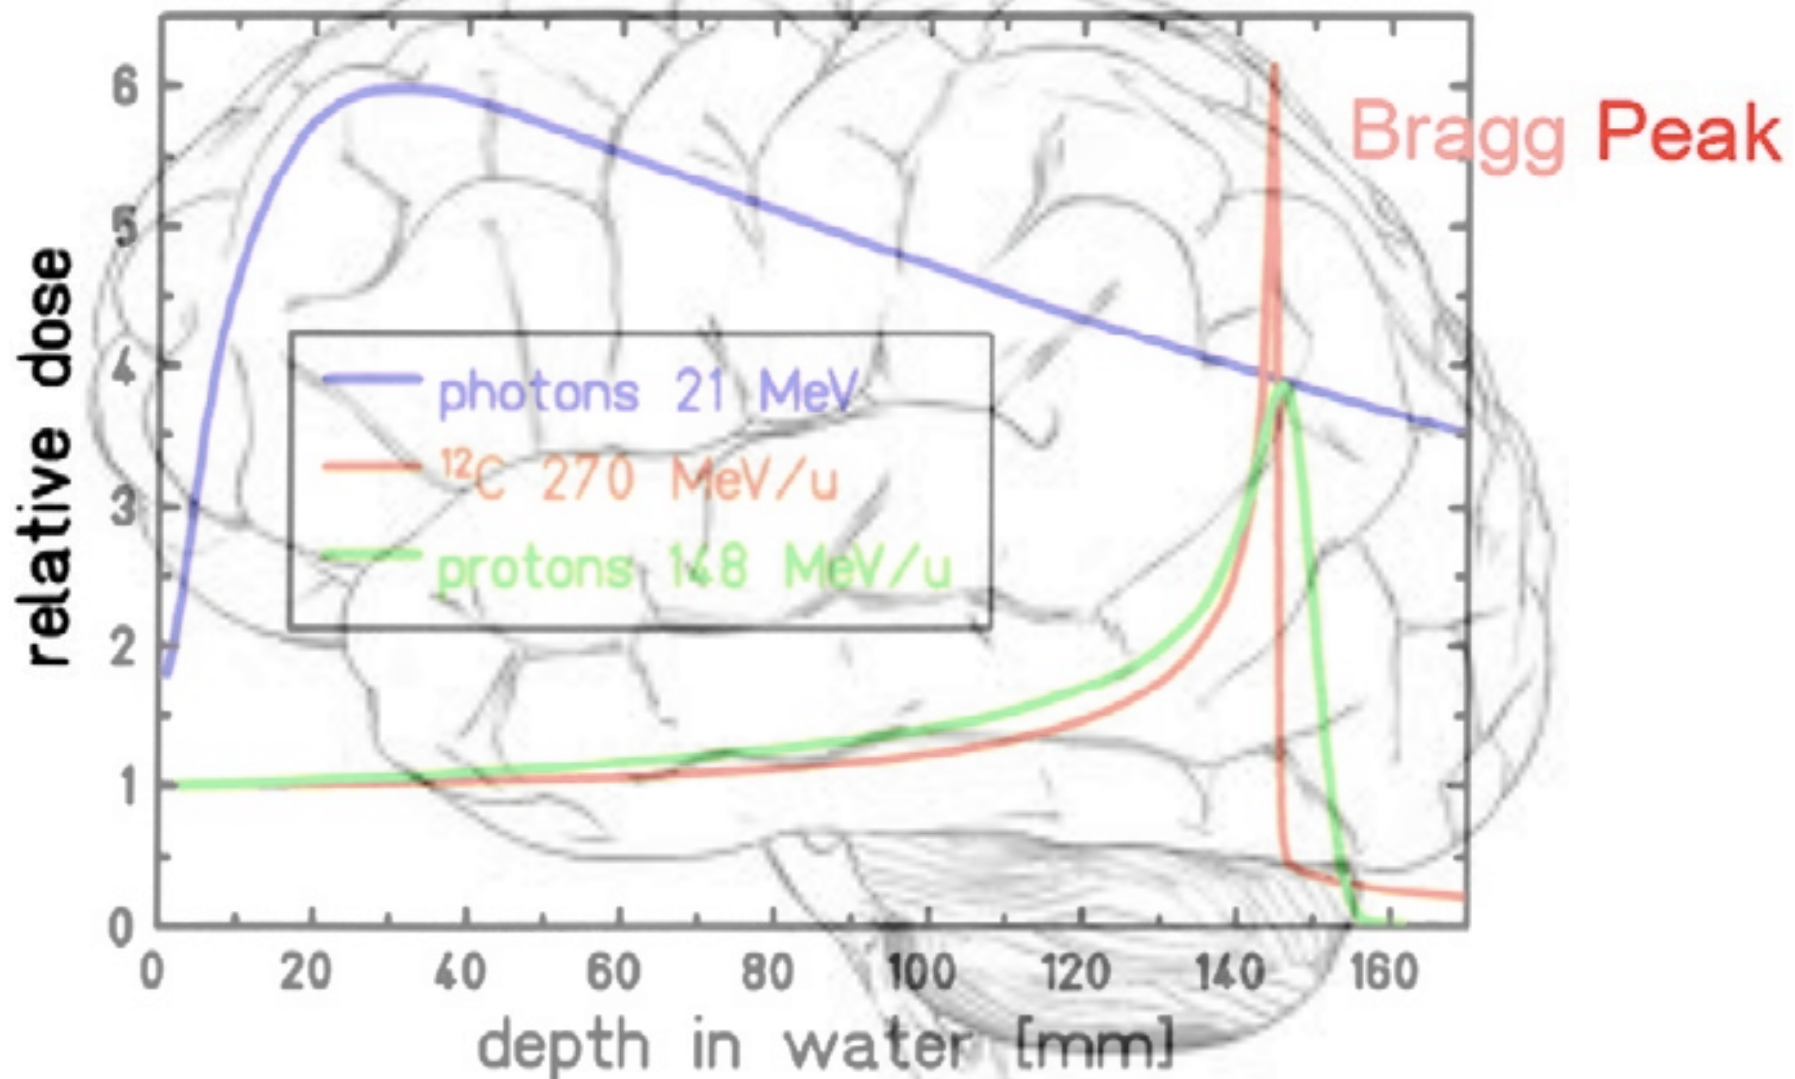 Bragg Peak
relative dose
6
5
4
3
2
1
0
photons 21 MeV
¹²C 270 MeV/u
protons 148 MeV/u
0 20 40 60 80 100 120 140 160
depth in water [mm]